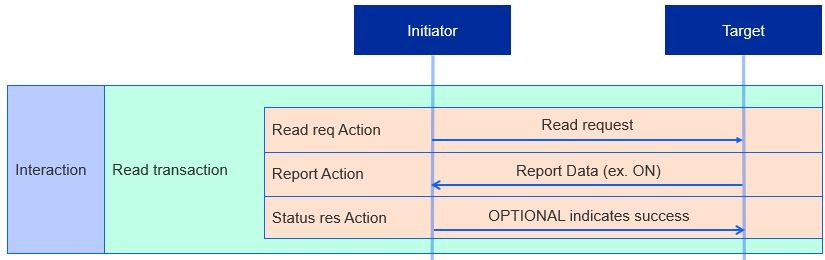 Initiator
Target
Interaction
Read transaction
Read req Action
Read request
Report Action
Report Data (ex. ON)
Status res Action
OPTIONAL indicates success